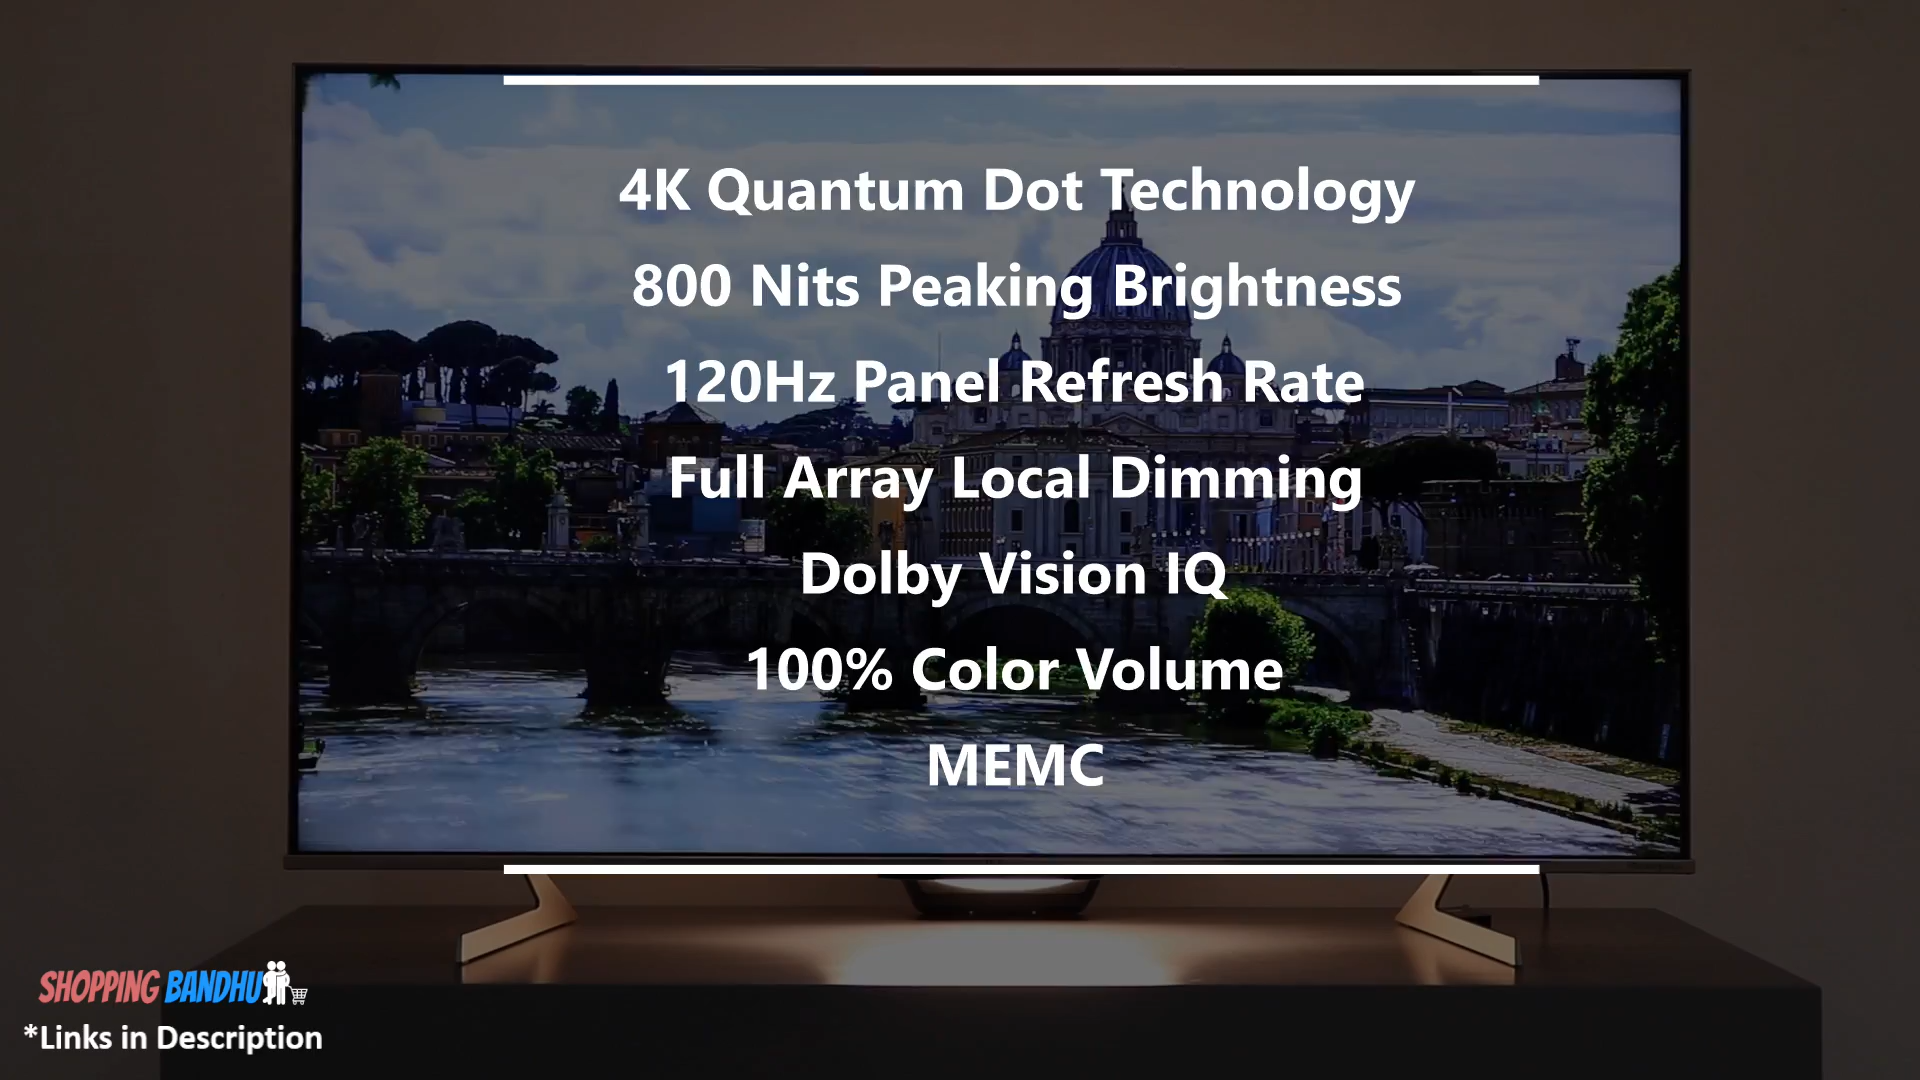 4K Quantum Dot Technology
800 Nits Peaking Brightness
120Hz Panel Refresh Rate
Full Array Local Dimming
Dolby Vision IQ
100% Color Volume
MEMC
SHOPPING BANDHU
*Links in Description